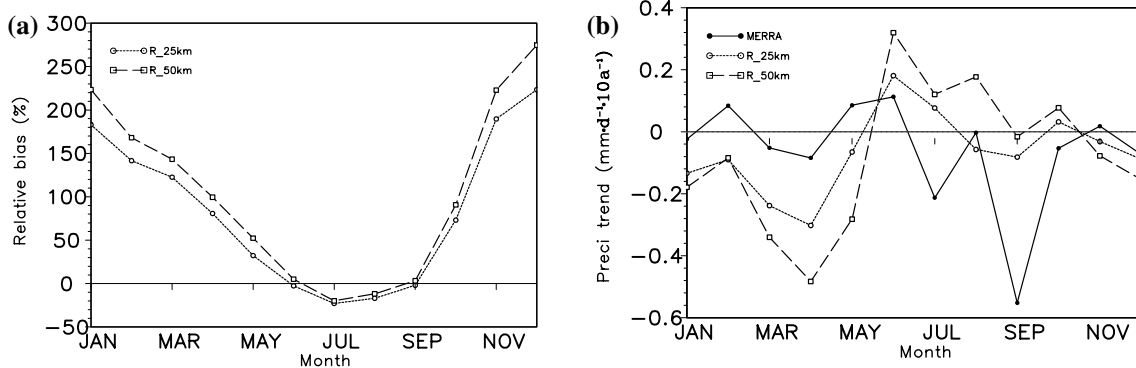 (a)
300
250
200
150
100
50
0
−50
Relative bias (%)
R_25km
R_50km
JAN MAR MAY JUL SEP NOV
Month
(b)
0.4
0.2
0
−0.2
−0.4
−0.6
Preci trend (mm·d⁻¹·10a⁻¹)
MERRA
R_25km
R_50km
JAN MAR MAY JUL SEP NOV
Month